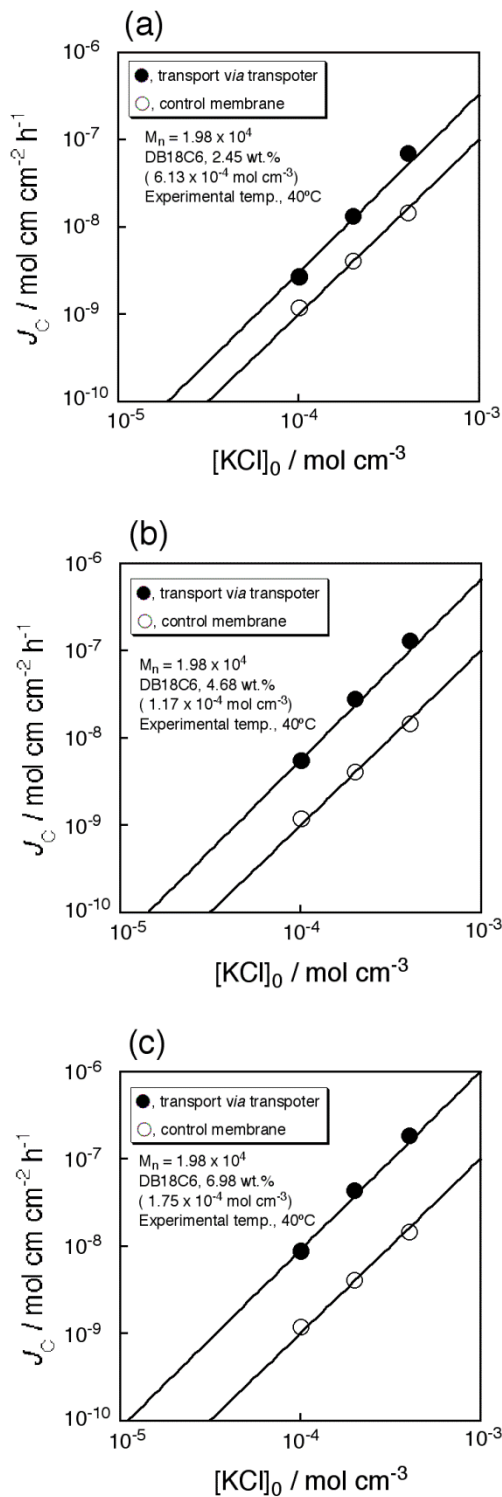 (a)
10-6
●, transport via transpoter
○, control membrane
10-7
Mn = 1.98 x 104
DB18C6, 2.45 wt.%
( 6.13 x 10-4 mol cm-3)
Experimental temp., 40ºC
10-8
10-9
10-10
JC / mol cm cm-2 h-1
10-5 10-4 10-3
[KCl]0 / mol cm-3
(b)
10-6
●, transport via transpoter
○, control membrane
10-7
Mn = 1.98 x 104
DB18C6, 4.68 wt.%
( 1.17 x 10-4 mol cm-3)
Experimental temp., 40ºC
10-8
10-9
10-10
JC / mol cm cm-2 h-1
10-5 10-4 10-3
[KCl]0 / mol cm-3
(c)
10-6
●, transport via transpoter
○, control membrane
10-7
Mn = 1.98 x 104
DB18C6, 6.98 wt.%
( 1.75 x 10-4 mol cm-3)
Experimental temp., 40ºC
10-8
10-9
10-10
JC / mol cm cm-2 h-1
10-5 10-4 10-3
[KCl]0 / mol cm-3